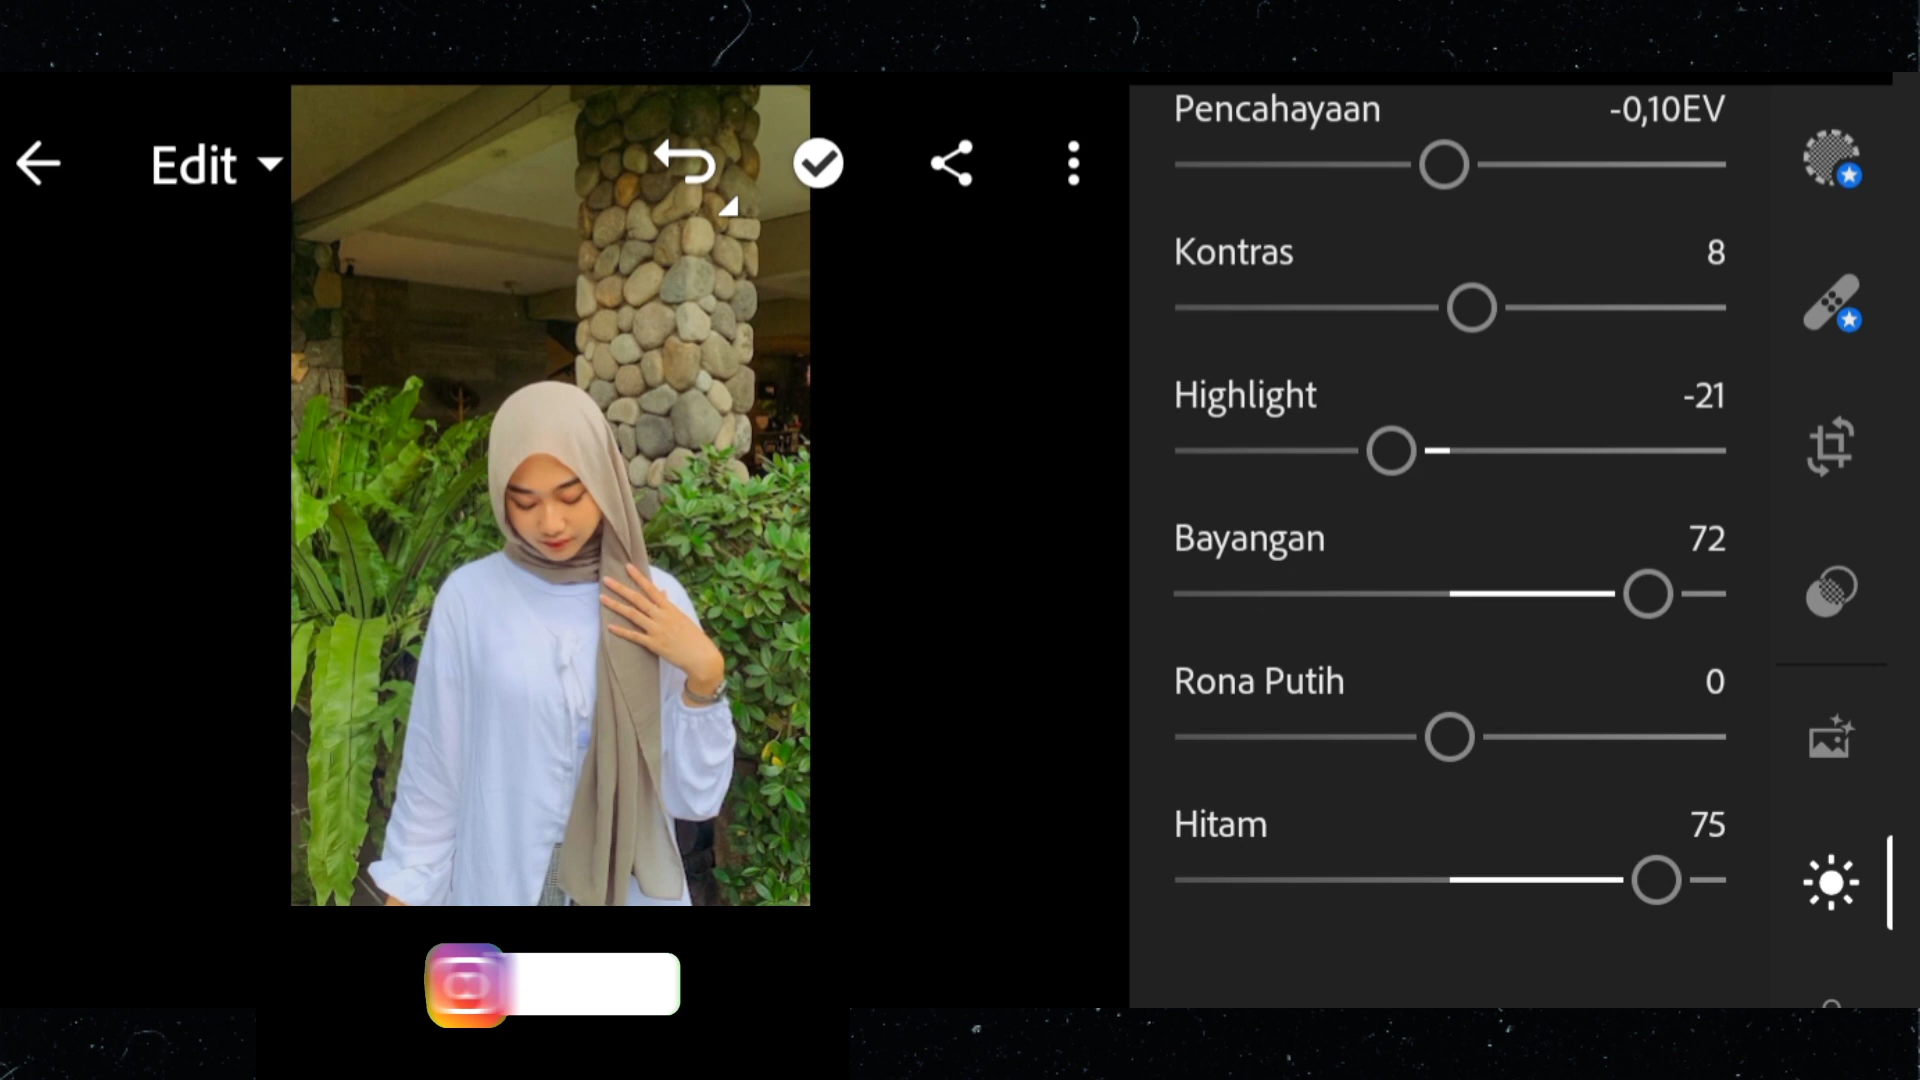 Edit
Pencahayaan -0,10EV
Kontras 8
Highlight -21
Bayangan 72
Rona Putih 0
Hitam 75